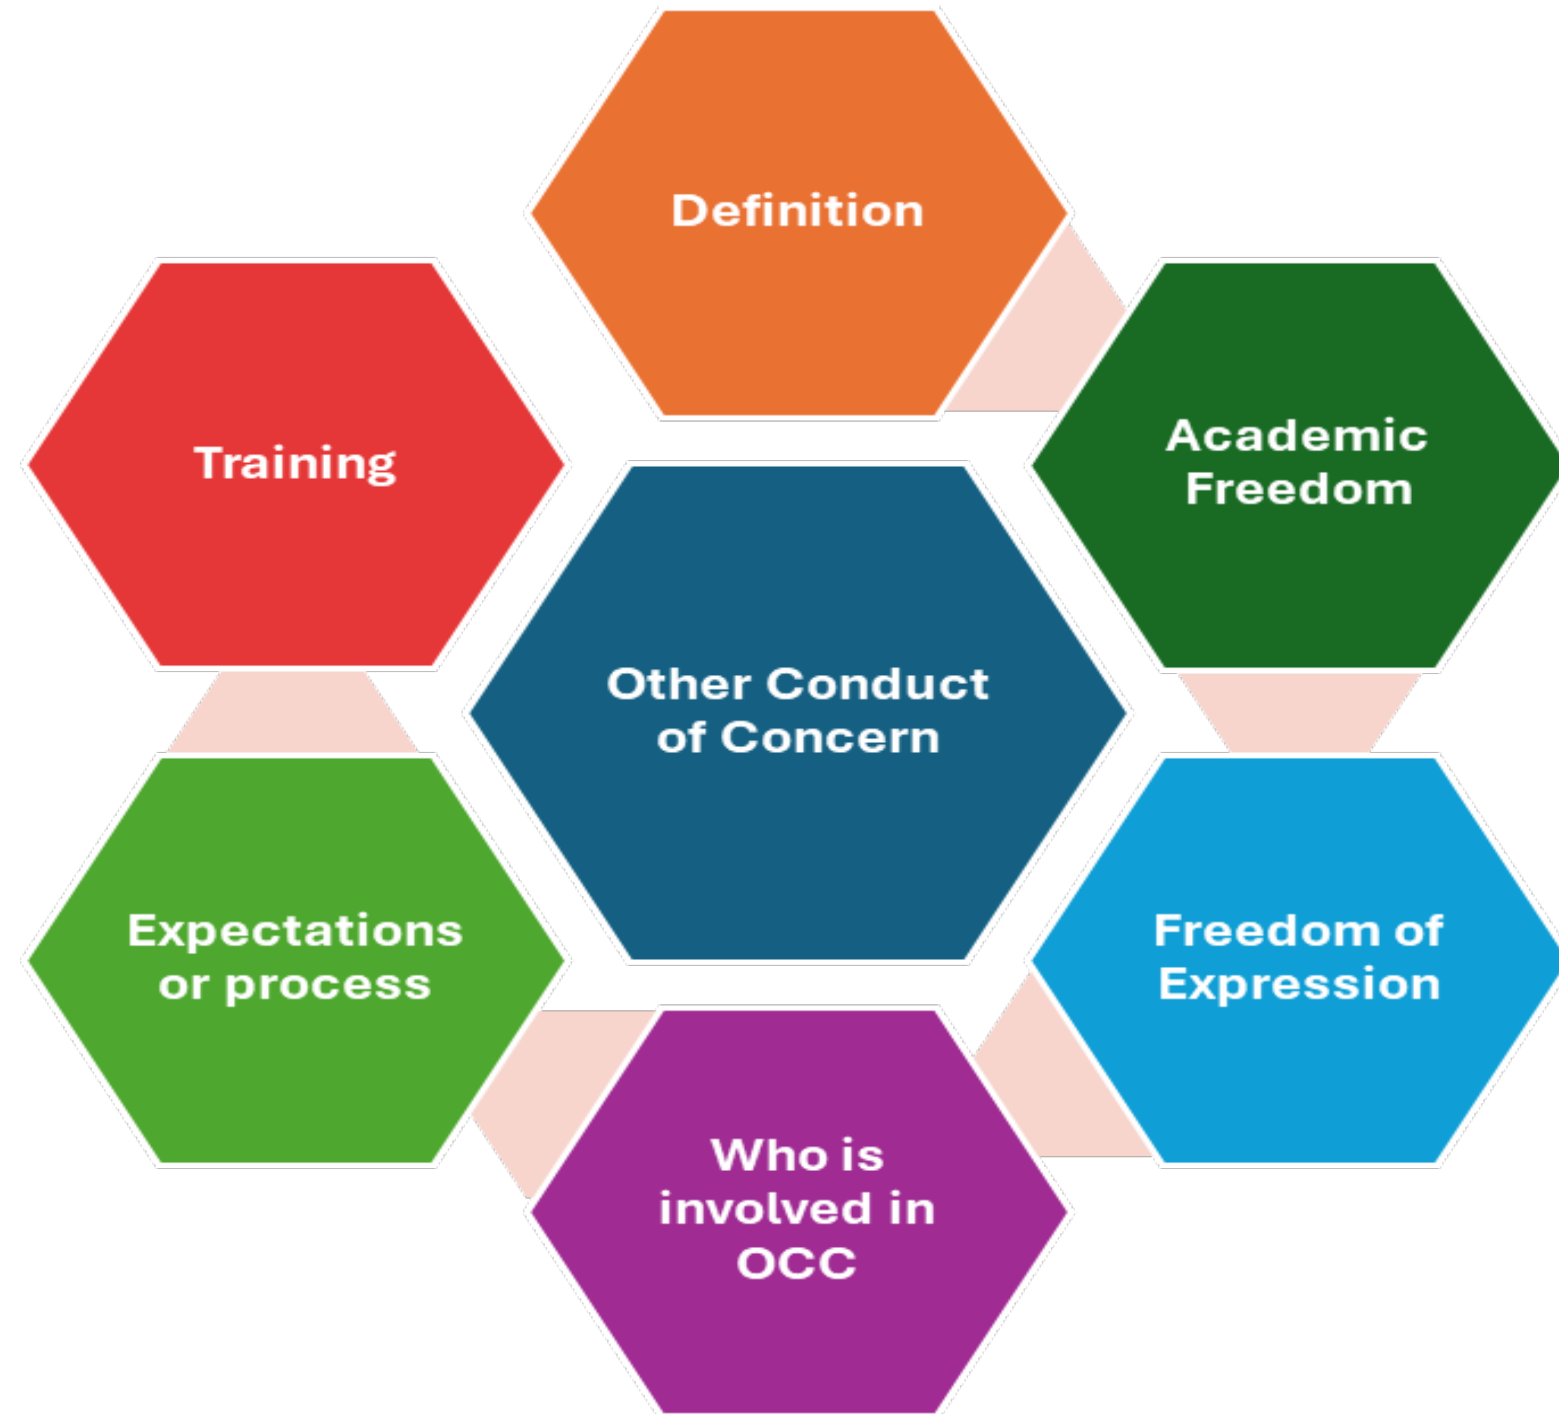 Definition
Training
Academic
Freedom
Other Conduct
of Concern
Expectations
or process
Freedom of
Expression
Who is
involved in
OCC